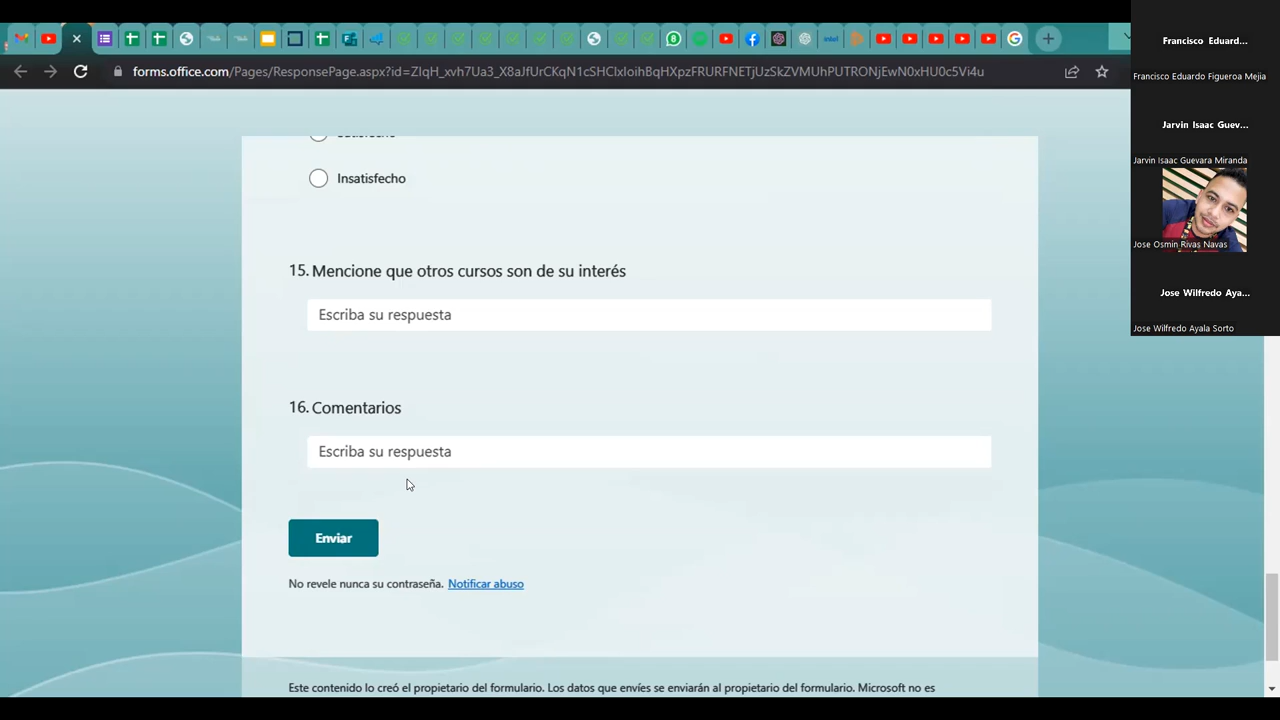 Francisco Eduard...
forms.office.com/Pages/ResponsePage.aspx?id=ZIqH_xvh7Ua3_X8aJfUrCKqN1cSHCIxIoihBqHXpzFRURFNETjUzSkZVMUhPUTRONjEwN0xHU0c5Vi4u
Francisco Eduardo Figueroa Mejia
Jarvin Isaac Guev...
Jarvin Isaac Guevara Miranda
Jose Osmin Rivas Navas
Jose Wilfredo Aya...
Jose Wilfredo Ayala Sorto
Satisfecho
Insatisfecho
15. Mencione que otros cursos son de su interés
Escriba su respuesta
16. Comentarios
Escriba su respuesta
Enviar
No revele nunca su contraseña. Notificar abuso
Este contenido lo creó el propietario del formulario. Los datos que envíes se enviarán al propietario del formulario. Microsoft no es